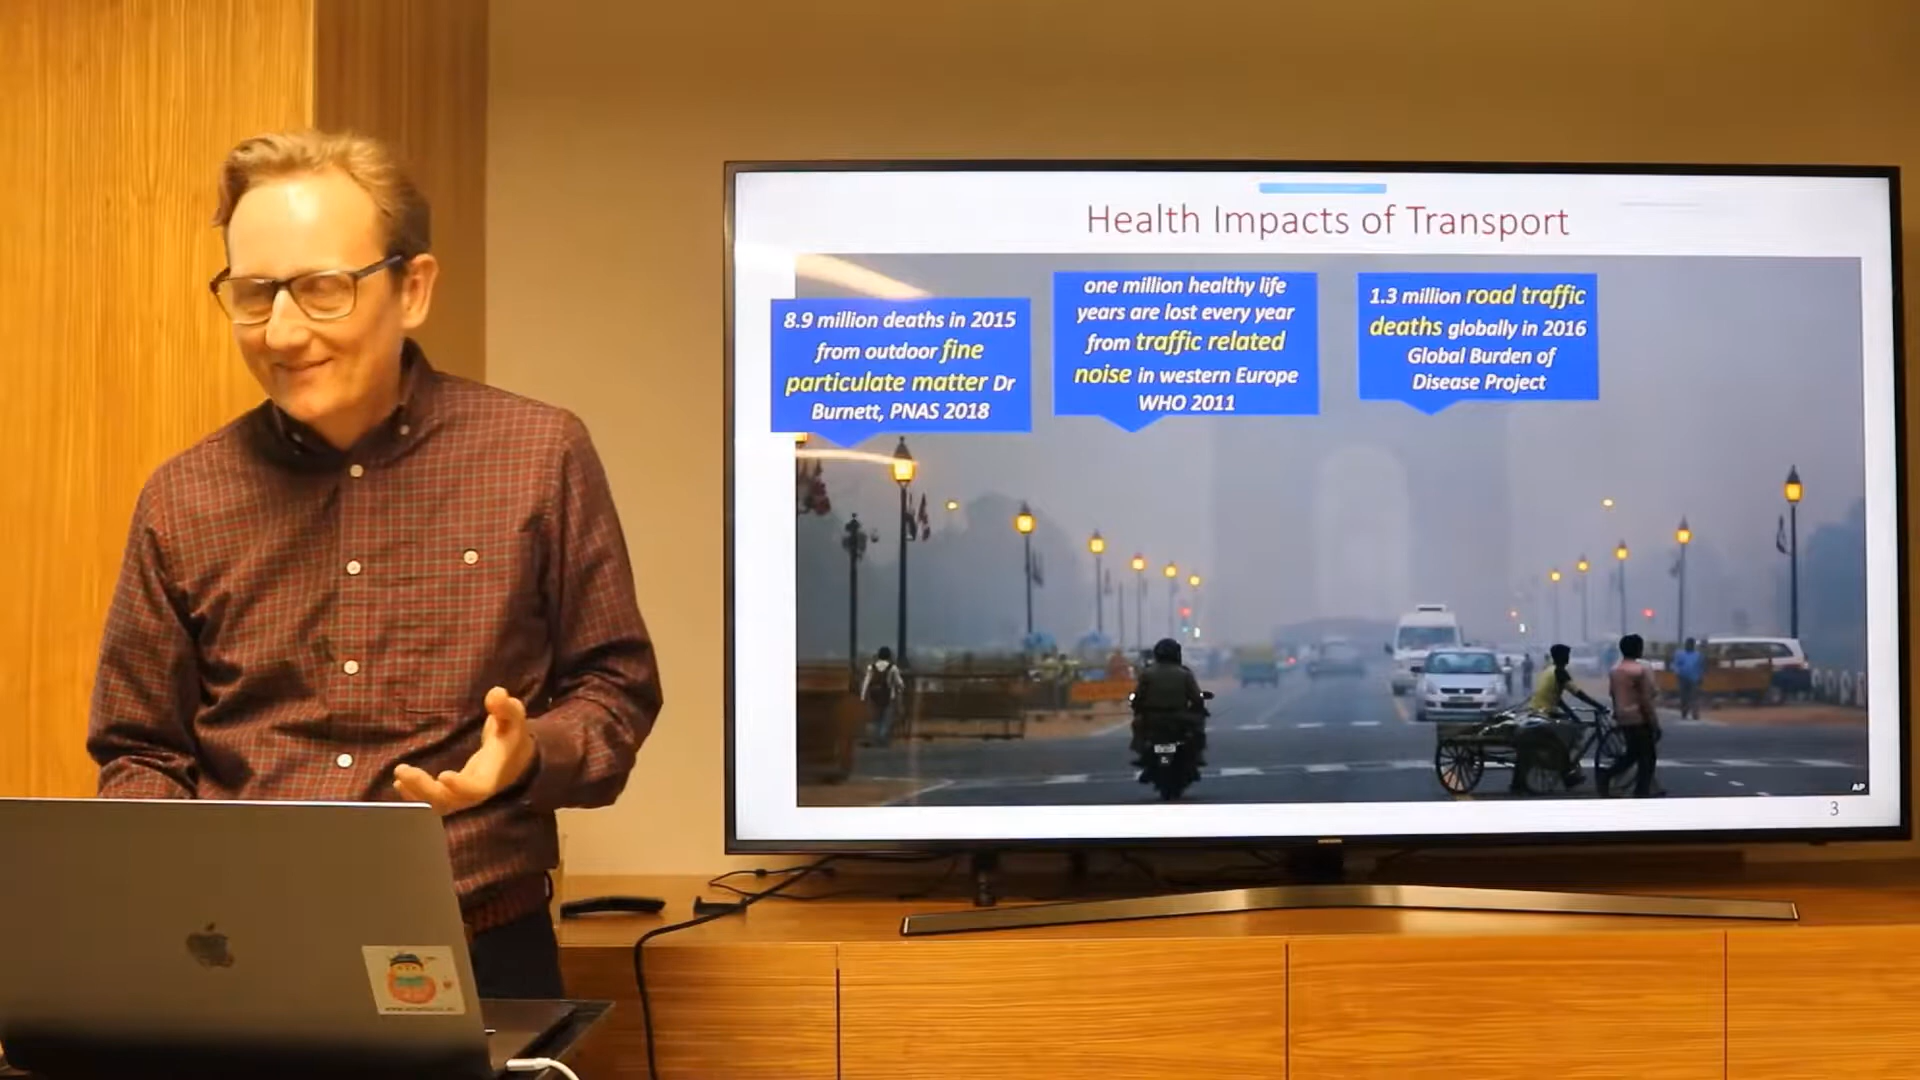 Health Impacts of Transport
8.9 million deaths in 2015
from outdoor fine
particulate matter Dr
Burnett, PNAS 2018
one million healthy life
years are lost every year
from traffic related
noise in western Europe
WHO 2011
1.3 million road traffic
deaths globally in 2016
Global Burden of
Disease Project
AP
3